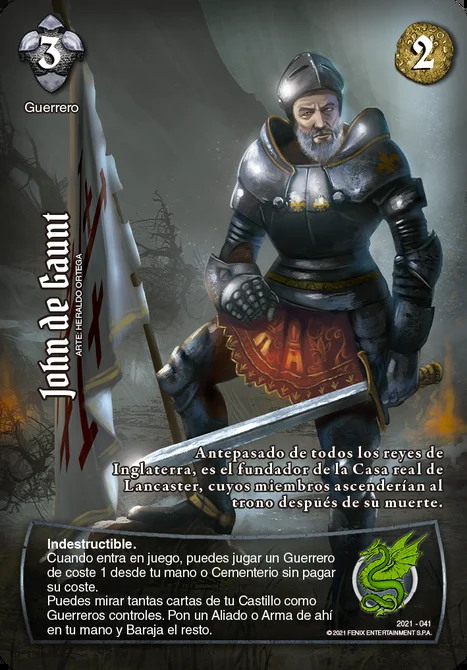 3
2
Guerrero
John de Gaunt
ARTE: HERALDO ORTEGA
Antepasado de todos los reyes de
Inglaterra, es el fundador de la Casa real de
Lancaster, cuyos miembros ascenderían al
trono despúes de su muerte.
Indestructible.
Cuando entra en juego, puedes jugar un Guerrero
de coste 1 desde tu mano o Cementerio sin pagar
su coste.
Puedes mirar tantas cartas de tu Castillo como
Guerreros controles. Pon un Aliado o Arma de ahí
en tu mano y Baraja el resto.
2021 - 041
© 2021 FENIX ENTERTAINMENT S.P.A.